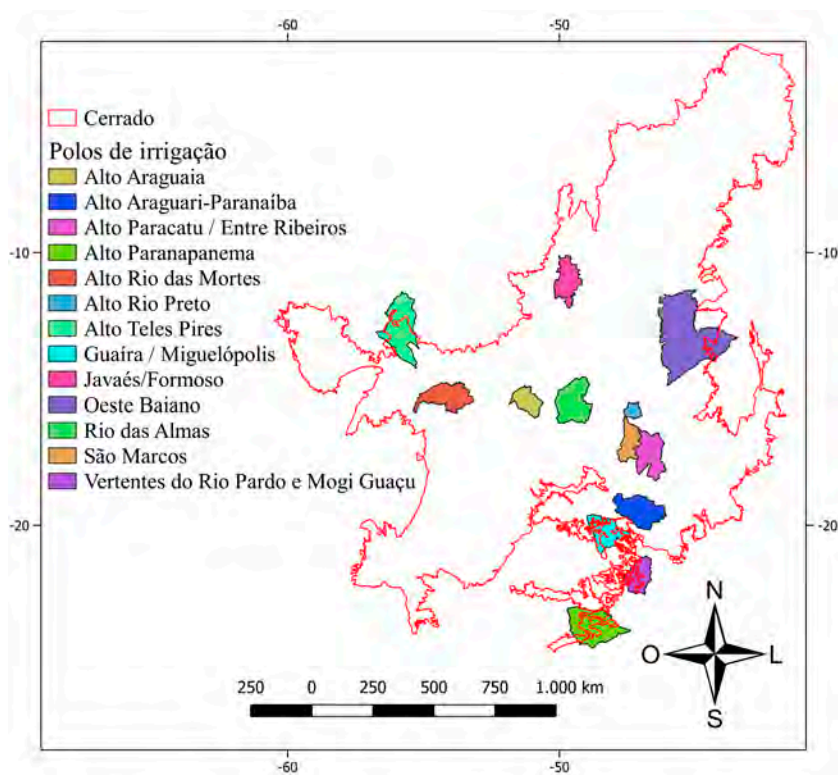 -60 -50
Cerrado
Polos de irrigação
Alto Araguaia
Alto Araguari-Paranaíba
Alto Paracatu / Entre Ribeiros
Alto Paranapanema
Alto Rio das Mortes
Alto Rio Preto
Alto Teles Pires
Guaíra / Miguelópolis
Javaés/Formoso
Oeste Baiano
Rio das Almas
São Marcos
Vertentes do Rio Pardo e Mogi Guaçu
-10 -10
-20 -20
N
O L
S
250 0 250 500 750 1.000 km
-60 -50